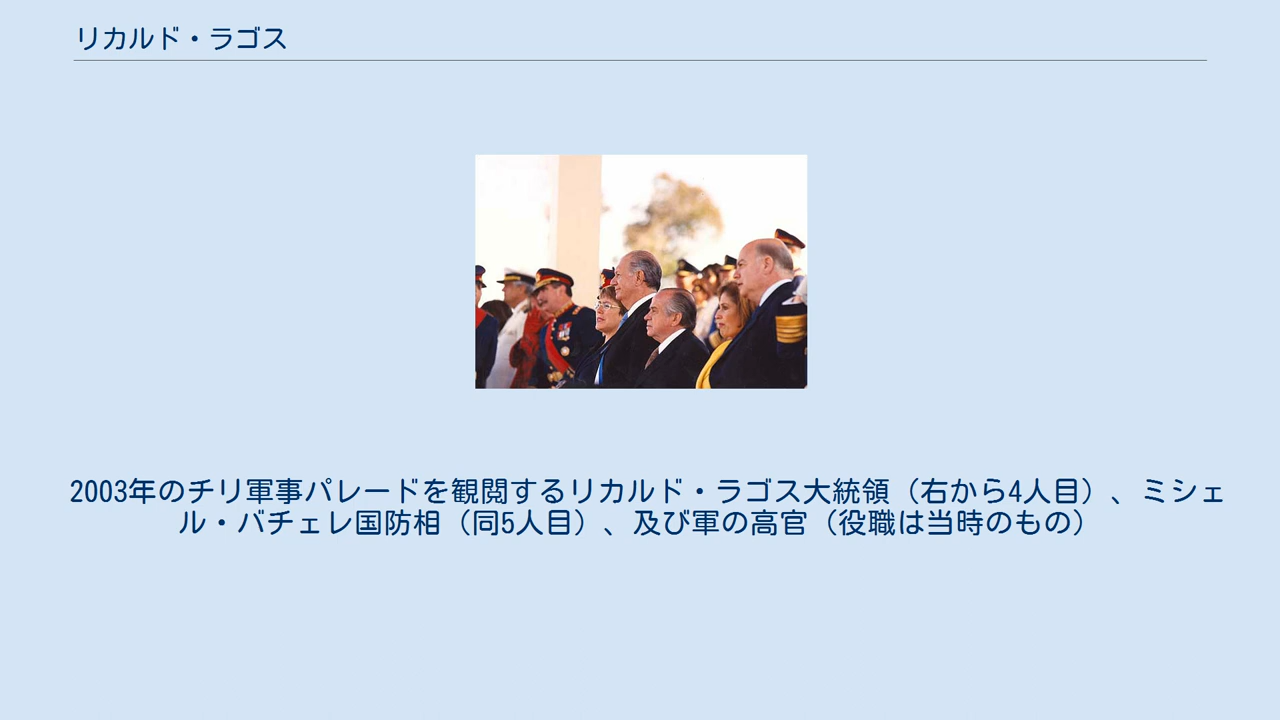 リカルド・ラゴス
2003年のチリ軍事パレードを観閲するリカルド・ラゴス大統領（右から4人目）、ミシェ
ル・バチェレ国防相（同5人目）、及び軍の高官（役職は当時のもの）